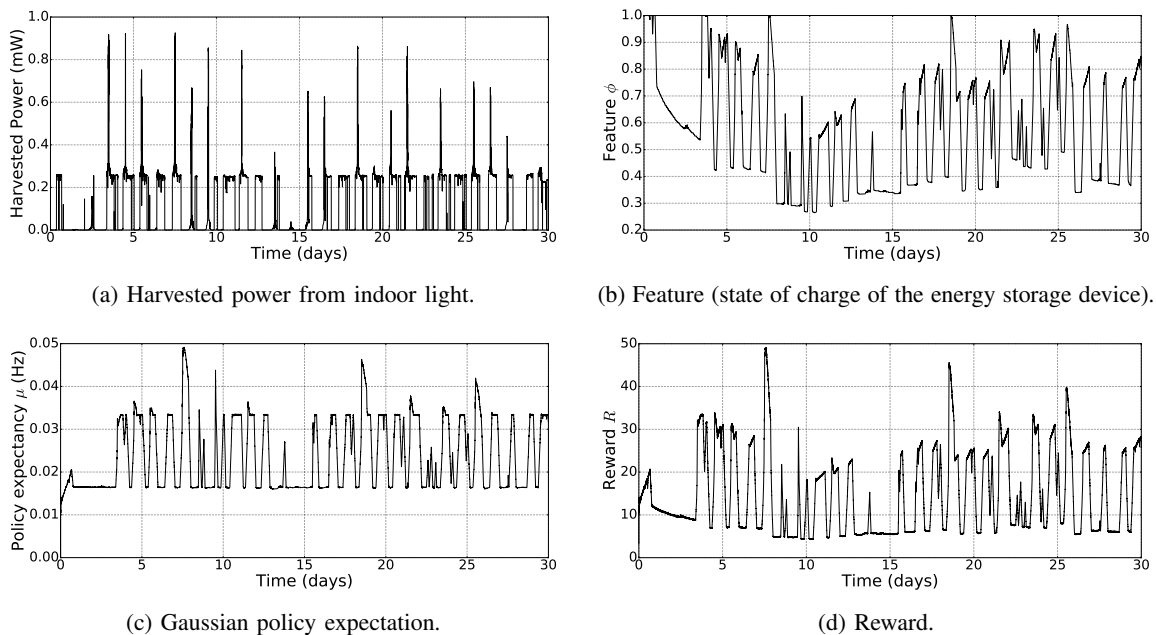 1.0
0.8
0.6
0.4
0.2
0.0
0 5 10 15 20 25 30
Harvested Power (mW)
Time (days)
(a) Harvested power from indoor light.
1.0
0.9
0.8
0.7
0.6
0.5
0.4
0.3
0.2
0 5 10 15 20 25 30
Feature ϕ
Time (days)
(b) Feature (state of charge of the energy storage device).
0.05
0.04
0.03
0.02
0.01
0.00
0 5 10 15 20 25 30
Policy expectancy μ (Hz)
Time (days)
(c) Gaussian policy expectation.
50
40
30
20
10
0
0 5 10 15 20 25 30
Reward R
Time (days)
(d) Reward.